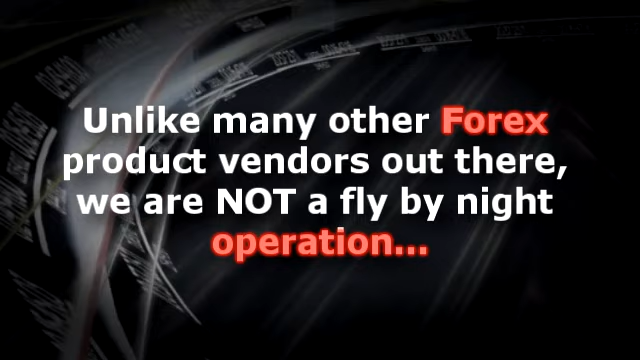 Unlike many other Forex
product vendors out there,
we are NOT a fly by night
operation...